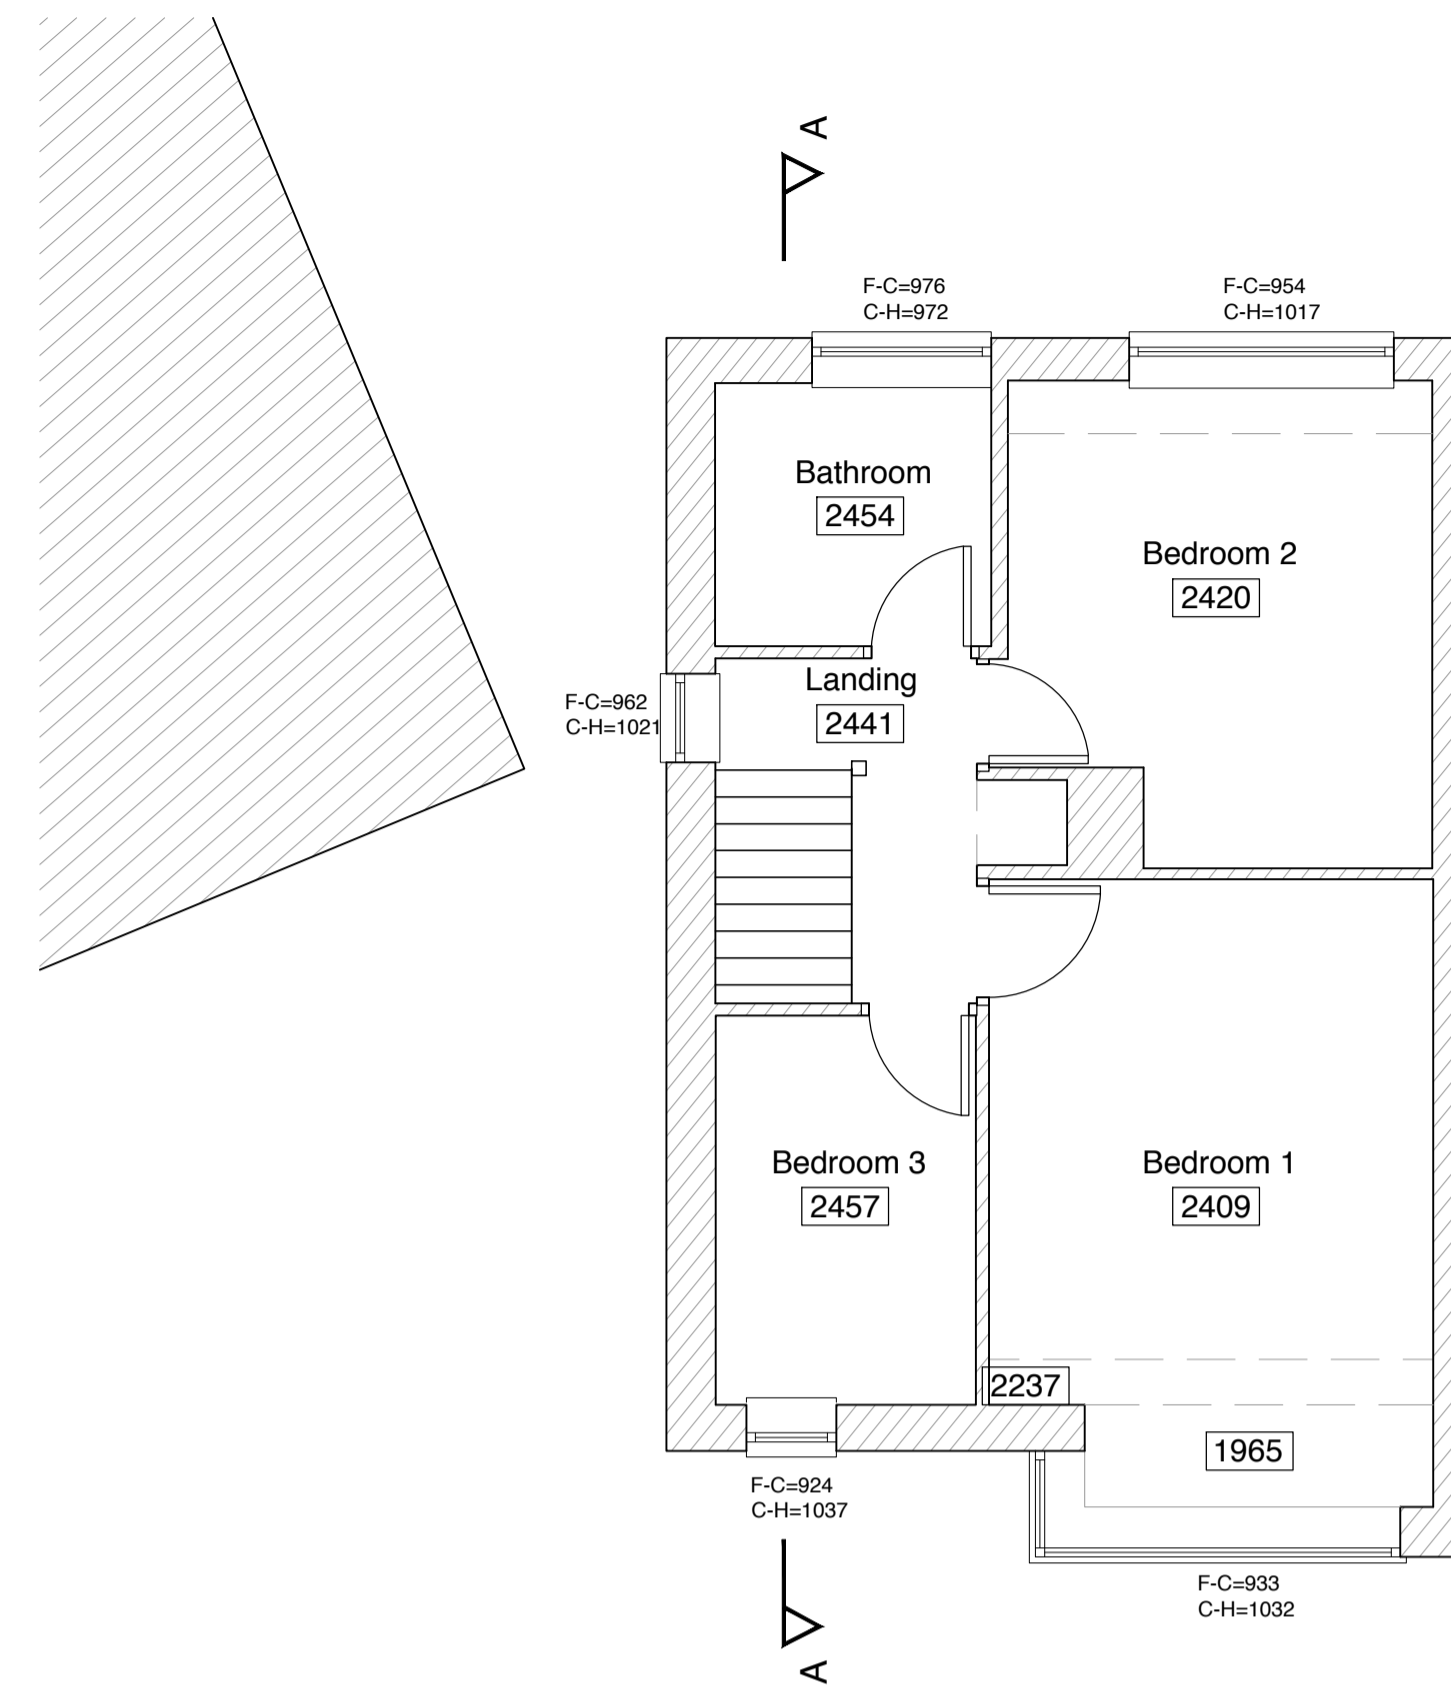 A
F-C=976
C-H=972
F-C=954
C-H=1017
Bathroom
2454
Bedroom 2
2420
Landing
2441
F-C=962
C-H=1021
Bedroom 3
2457
Bedroom 1
2409
2237
1965
F-C=924
C-H=1037
F-C=933
C-H=1032
A